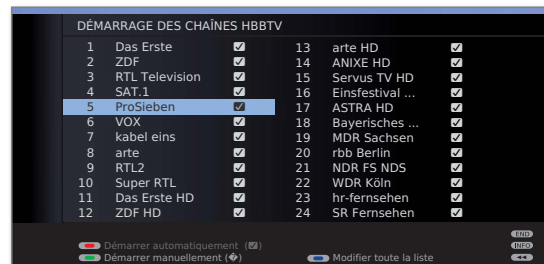 DÉMARRAGE DES CHAÎNES HBBTV
1 Das Erste ☑
2 ZDF ☑
3 RTL Television ☑
4 SAT.1 ☑
5 ProSieben ☑
6 VOX ☑
7 kabel eins ☑
8 arte ☑
9 RTL2 ☑
10 Super RTL ☑
11 Das Erste HD ☑
12 ZDF HD ☑
13 arte HD ☑
14 ANIXE HD ☑
15 Servus TV HD ☑
16 Einsfestival ... ☑
17 ASTRA HD ☑
18 Bayerisches ... ☑
19 MDR Sachsen ☑
20 rbb Berlin ☑
21 NDR FS NDS ☑
22 WDR Köln ☑
23 hr-fernsehen ☑
24 SR Fernsehen ☑
Démarrer automatiquement (☑)
Démarrer manuellement (�)
Modifier toute la liste
END
INFO